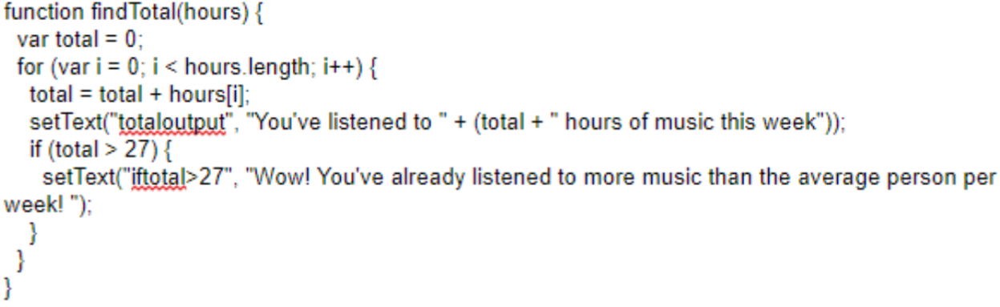 function findTotal(hours) {
var total = 0;
for (var i = 0; i < hours.length; i++) {
total = total + hours[i];
setText("totaloutput", "You've listened to " + (total + " hours of music this week"));
if (total > 27) {
setText("iftotal>27", "Wow! You've already listened to more music than the average person per
week! ");
}
}
}